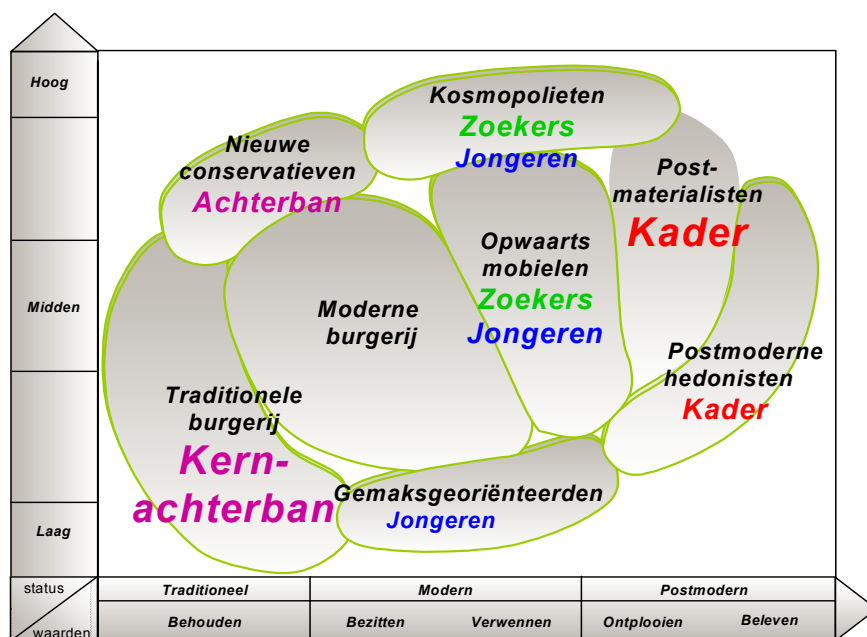 Hoog
Midden
Laag
Kosmopolieten
Zoekers
Jongeren
Nieuwe
conservatieven
Achterban
Post-
materialisten
Kader
Opwaarts
mobielen
Zoekers
Jongeren
Moderne
burgerij
Postmoderne
hedonisten
Kader
Traditionele
burgerij
Kern-
achterban
Gemaksgeoriënteerden
Jongeren
status
waarden
Traditioneel
Modern
Postmodern
Behouden
Bezitten
Verwennen
Ontplooien
Beleven